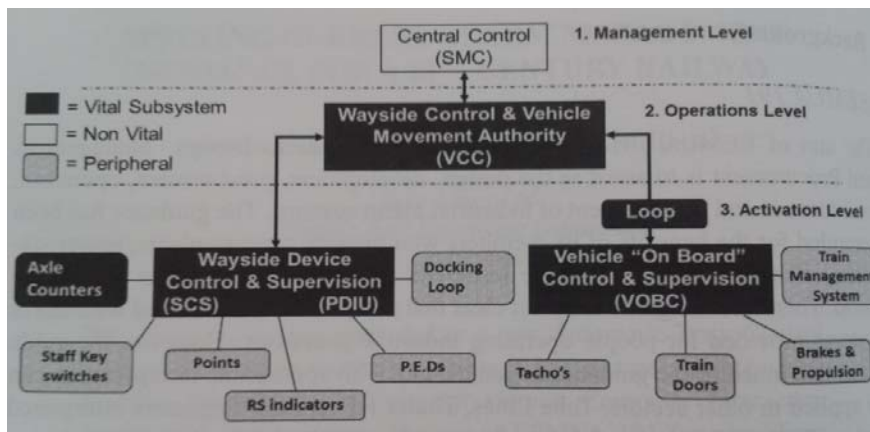 Central Control
(SMC)
1. Management Level
= Vital Subsystem
= Non Vital
= Peripheral
Wayside Control & Vehicle
Movement Authority
(VCC)
2. Operations Level
Loop
3. Activation Level
Axle
Counters
Wayside Device
Control & Supervision
(SCS) (PDIU)
Docking
Loop
Vehicle "On Board"
Control & Supervision
(VOBC)
Train
Management
System
Staff Key
switches
Points
RS indicators
P.E.Ds
Tacho's
Train
Doors
Brakes &
Propulsion